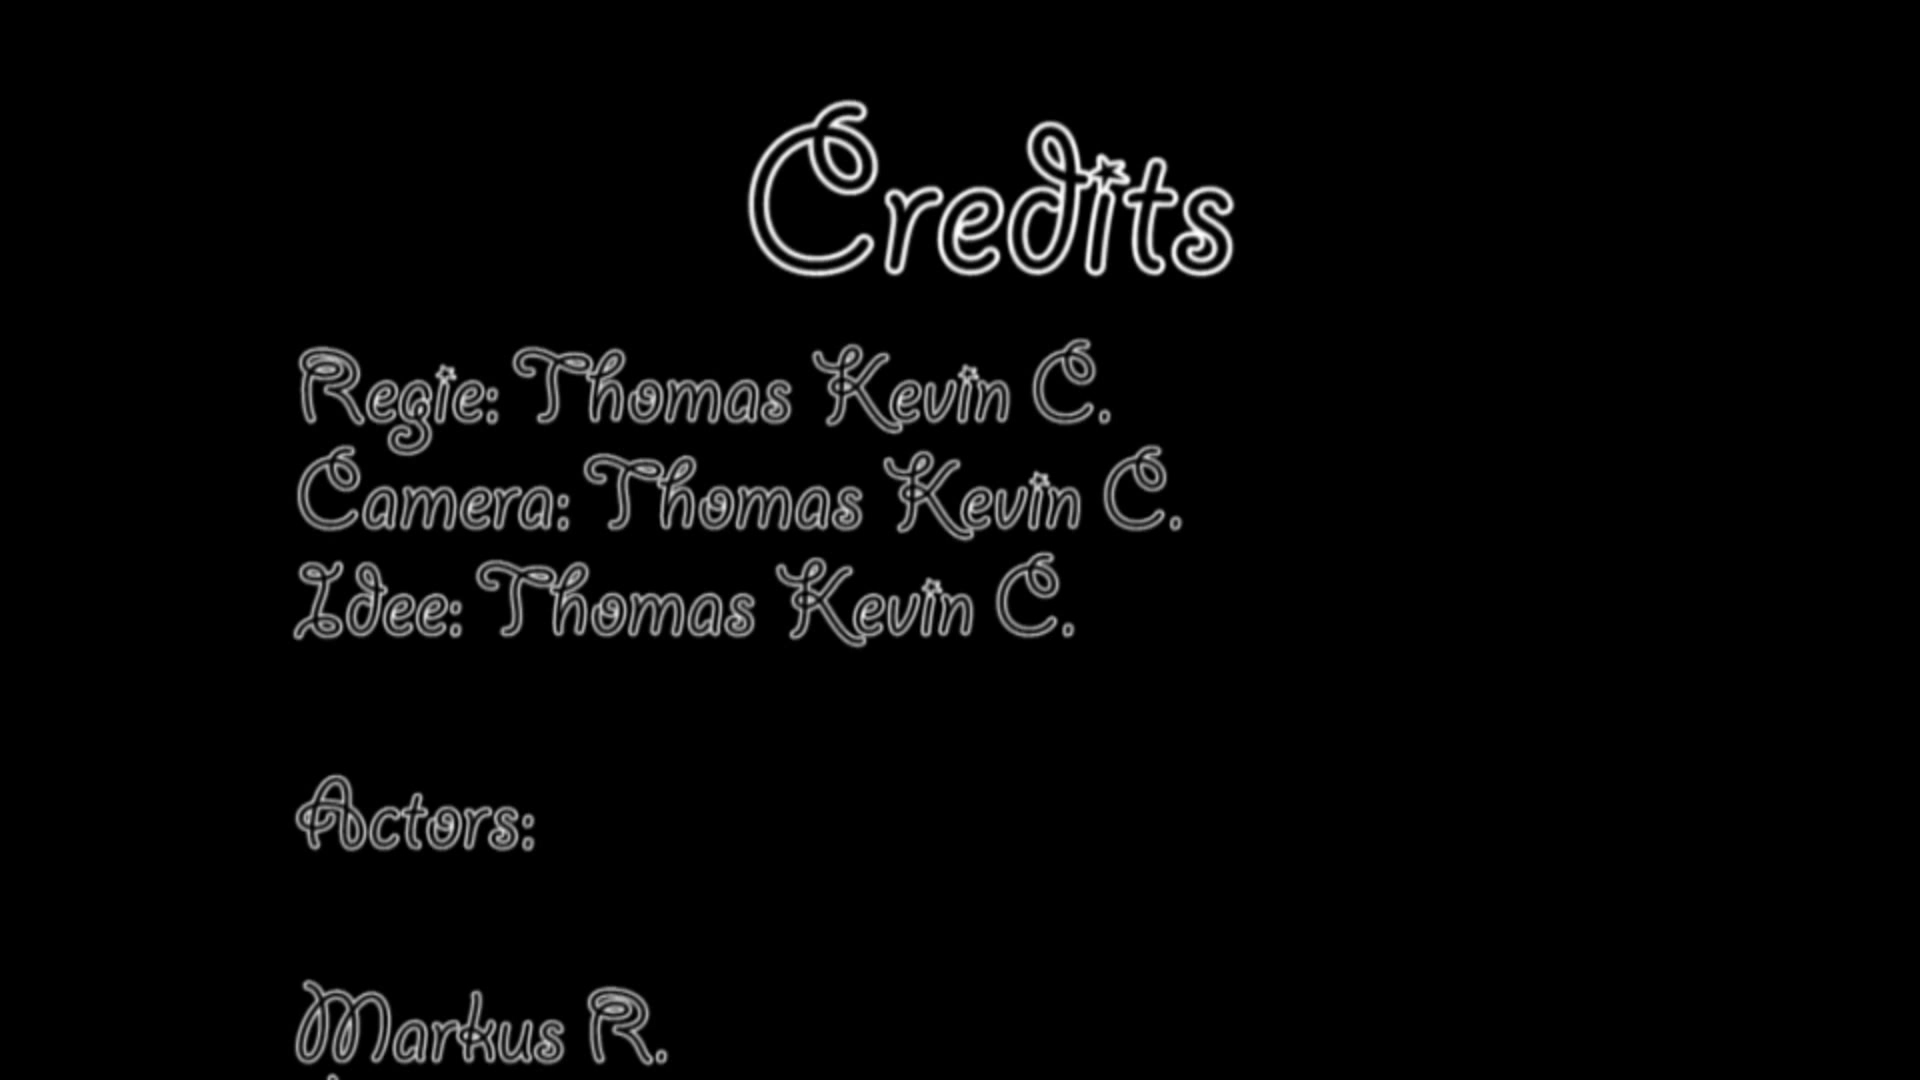 Credits
Regie: Thomas Kevin C.
Camera: Thomas Kevin C.
Idee: Thomas Kevin C.
Actors:
Markus R.